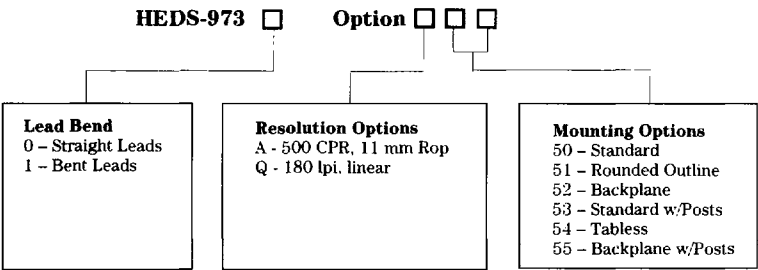 HEDS-973 □ Option □ □ □
Lead Bend
0 – Straight Leads
1 – Bent Leads
Resolution Options
A - 500 CPR, 11 mm Rop
Q - 180 lpi, linear
Mounting Options
50 – Standard
51 – Rounded Outline
52 – Backplane
53 – Standard w/Posts
54 – Tabless
55 – Backplane w/Posts